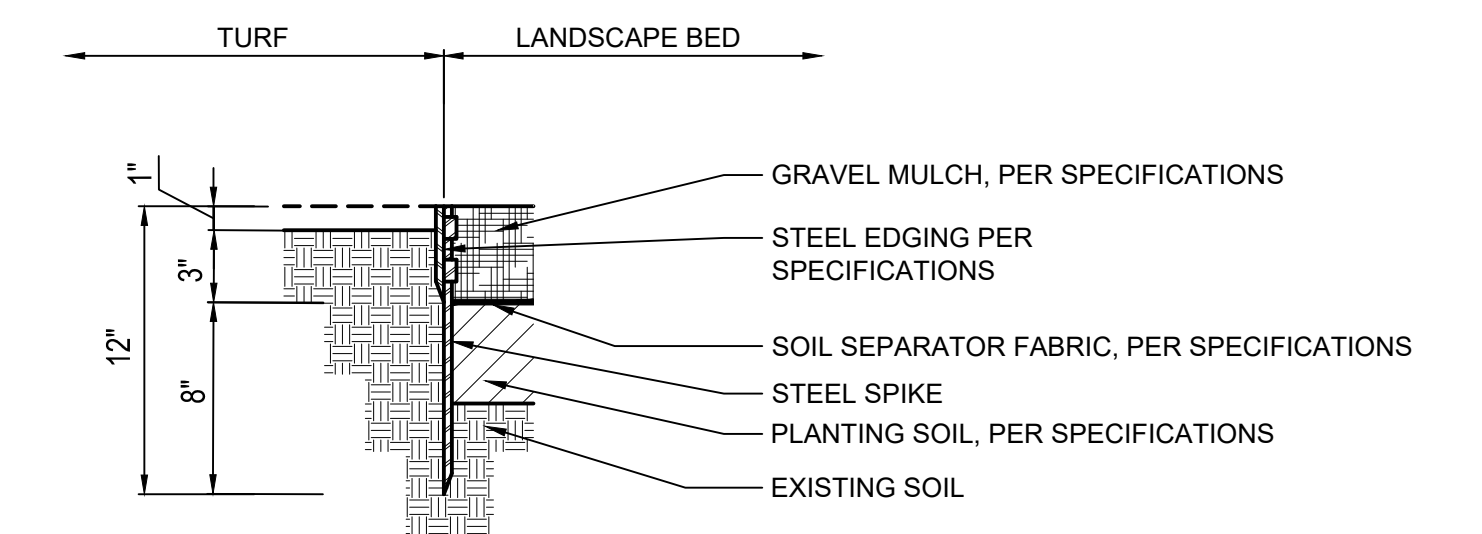 TURF
LANDSCAPE BED
1"
3"
12"
8"
GRAVEL MULCH, PER SPECIFICATIONS
STEEL EDGING PER
SPECIFICATIONS
SOIL SEPARATOR FABRIC, PER SPECIFICATIONS
STEEL SPIKE
PLANTING SOIL, PER SPECIFICATIONS
EXISTING SOIL